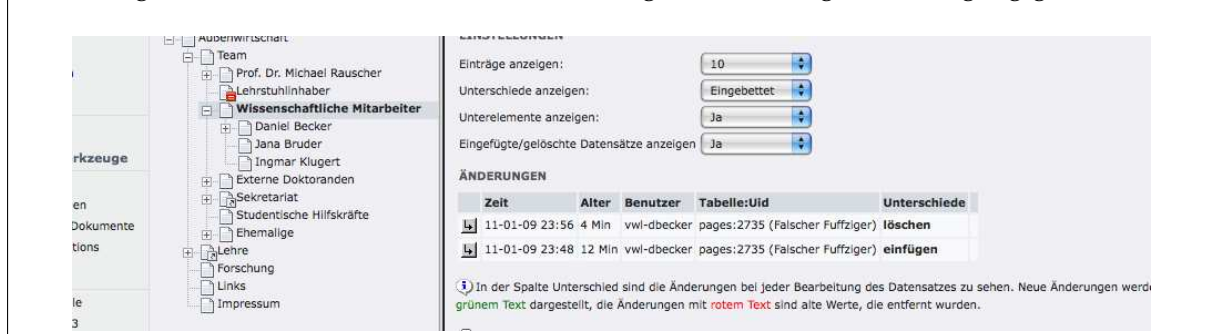 rkzeuge
en
Dokumente
tions
le
3
Außenwirtschaft
Team
Prof. Dr. Michael Rauscher
Lehrstuhlinhaber
Wissenschaftliche Mitarbeiter
Daniel Becker
Jana Bruder
Ingmar Klugert
Externe Doktoranden
Sekretariat
Studentische Hilfskräfte
Ehemalige
Lehre
Forschung
Links
Impressum
EINSTELLUNGEN
Einträge anzeigen: 10
Unterschiede anzeigen: Eingebettet
Unterelemente anzeigen: Ja
Eingefügte/gelöschte Datensätze anzeigen Ja
ÄNDERUNGEN
Zeit Alter Benutzer Tabelle:Uid Unterschiede
11-01-09 23:56 4 Min vwl-dbecker pages:2735 (Falscher Fuffziger) löschen
11-01-09 23:48 12 Min vwl-dbecker pages:2735 (Falscher Fuffziger) einfügen
In der Spalte Unterschied sind die Änderungen bei jeder Bearbeitung des Datensatzes zu sehen. Neue Änderungen werd
grünem Text dargestellt, die Änderungen mit rotem Text sind alte Werte, die entfernt wurden.